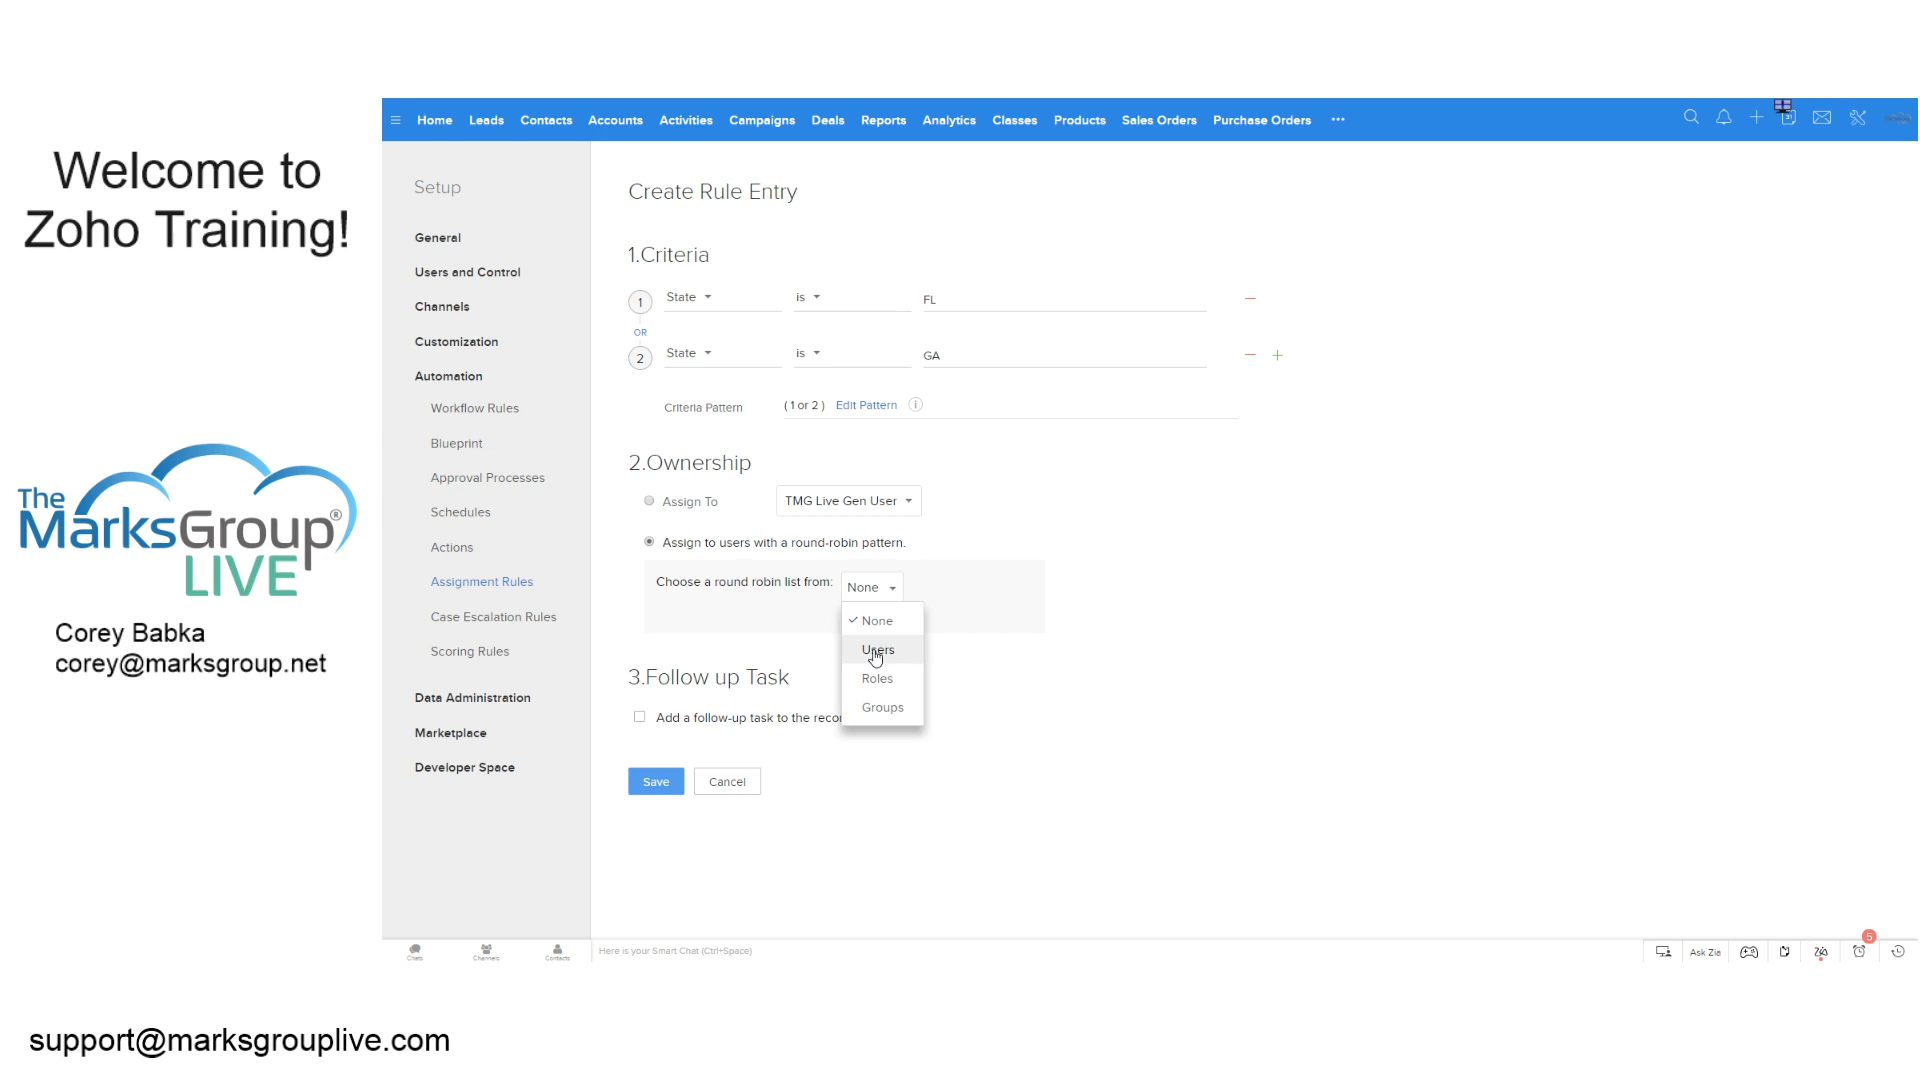 Welcome to
Zoho Training!
The
MarksGroup®
LIVE
Corey Babka
corey@marksgroup.net
support@marksgrouplive.com
Home Leads Contacts Accounts Activities Campaigns Deals Reports Analytics Classes Products Sales Orders Purchase Orders
31
Setup
General
Users and Control
Channels
Customization
Automation
Workflow Rules
Blueprint
Approval Processes
Schedules
Actions
Assignment Rules
Case Escalation Rules
Scoring Rules
Data Administration
Marketplace
Developer Space
Create Rule Entry
1.Criteria
1 State is FL
OR
2 State is GA
Criteria Pattern ( 1 or 2 ) Edit Pattern
2.Ownership
Assign To TMG Live Gen User
Assign to users with a round-robin pattern.
Choose a round robin list from: None
None
Users
Roles
Groups
3.Follow up Task
Add a follow-up task to the recor
Save Cancel
Chats Channels Contacts Here is your Smart Chat (Ctrl+Space) Ask Zia 5